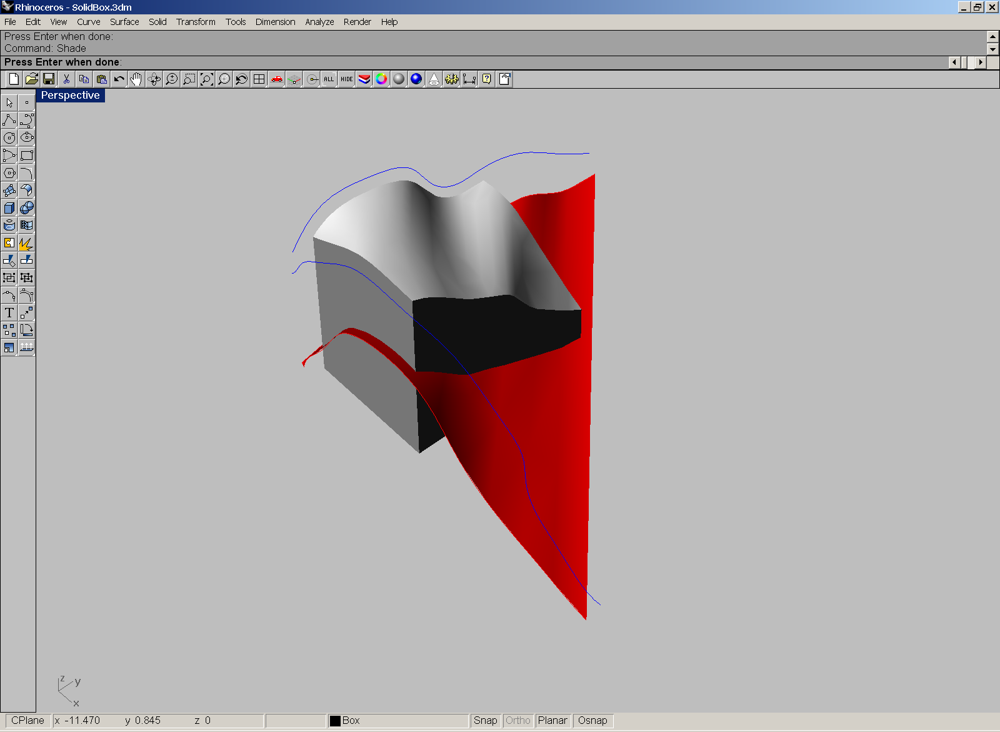 Rhinoceros - SolidBox.3dm
File Edit View Curve Surface Solid Transform Tools Dimension Analyze Render Help
Press Enter when done:
Command: Shade
Press Enter when done:
ALL HIDE ?
Perspective
T
z y
x
CPlane x -11.470 y 0.845 z 0 Box Snap Ortho Planar Osnap